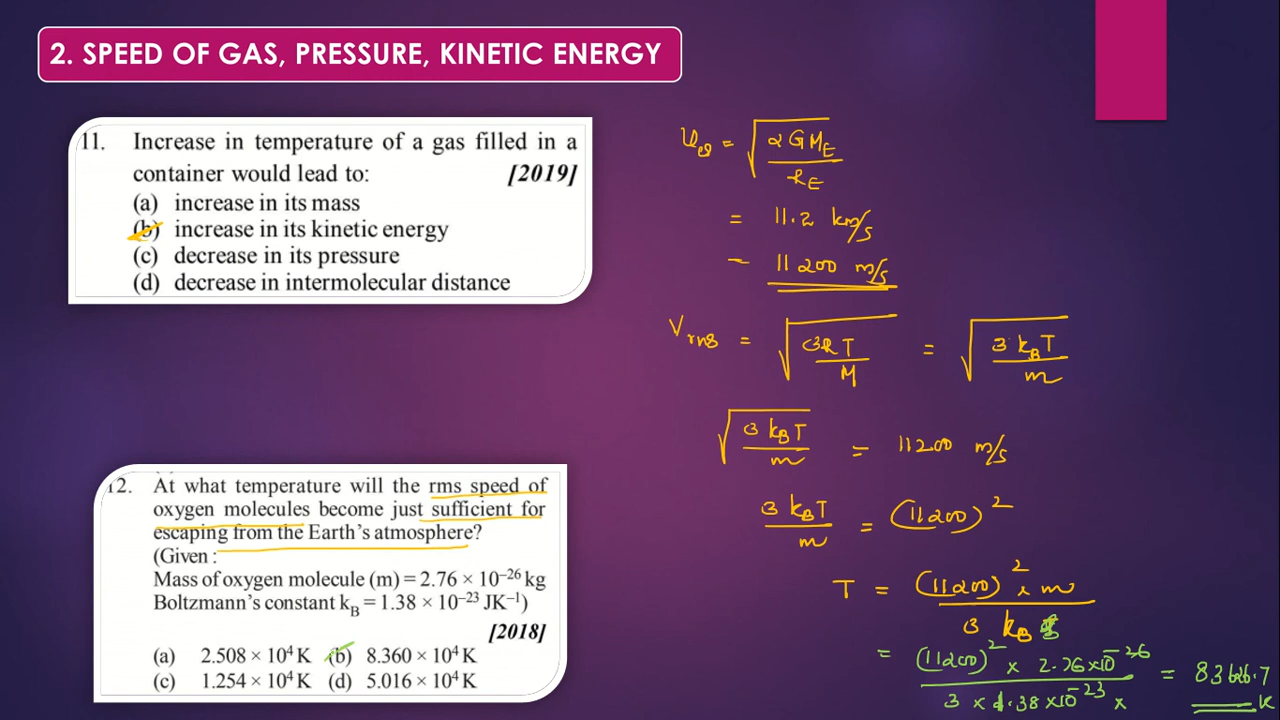 2. SPEED OF GAS, PRESSURE, KINETIC ENERGY
11. Increase in temperature of a gas filled in a
container would lead to: [2019]
(a) increase in its mass
(b) increase in its kinetic energy
(c) decrease in its pressure
(d) decrease in intermolecular distance
12. At what temperature will the rms speed of
oxygen molecules become just sufficient for
escaping from the Earth's atmosphere?
(Given :
Mass of oxygen molecule (m) = 2.76 × 10⁻²⁶ kg
Boltzmann's constant k_B = 1.38 × 10⁻²³ JK⁻¹)
[2018]
(a) 2.508 × 10⁴ K (b) 8.360 × 10⁴ K
(c) 1.254 × 10⁴ K (d) 5.016 × 10⁴ K
= √(2GM_E / R_E)
= 11.2 km/s
= 11200 m/s
V_rms = √(3RT / M) = √(3k_BT / m)
√(3k_BT / m) = 11200 m/s
3k_BT / m = (11200)²
T = (11200)² × m / 3 k_B
= (11200)² × 2.76×10⁻²⁶ / 3 × 1.38×10⁻²³ × = 83626.7 K